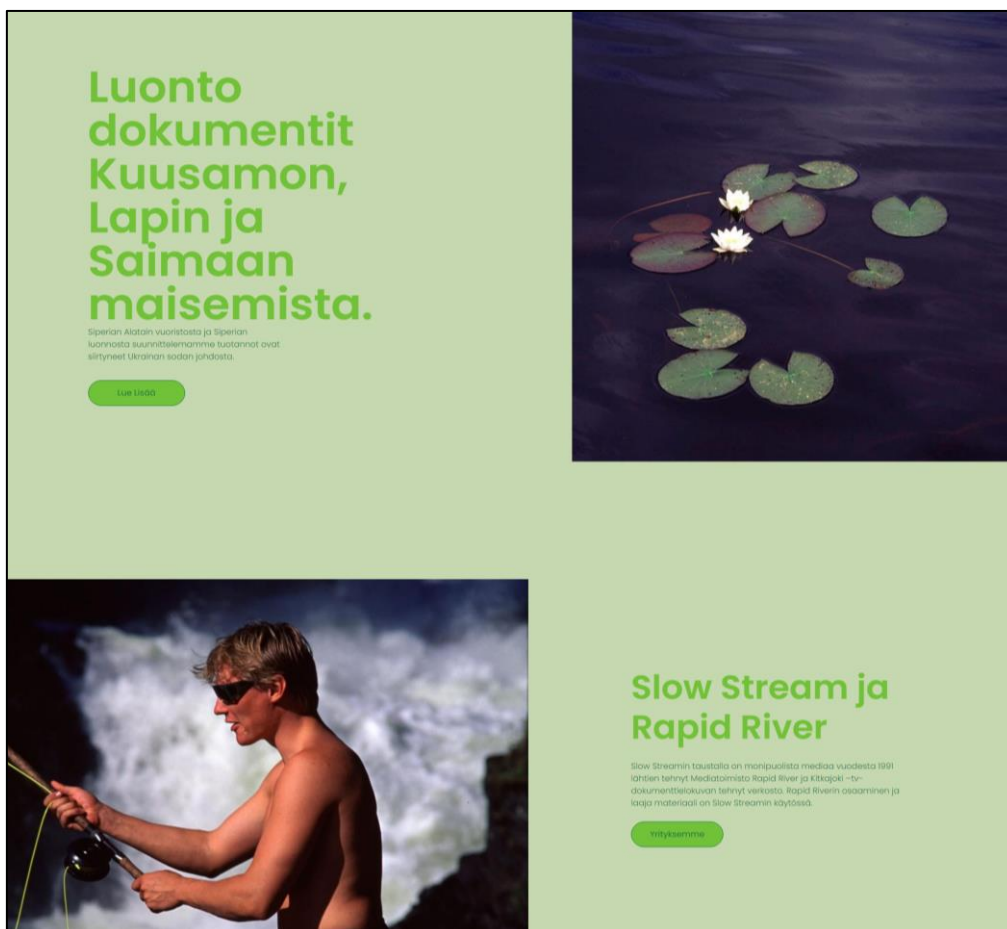 Luonto
dokumentit
Kuusamon,
Lapin ja
Saimaan
maisemista.
Siperian Alatain vuoristosta ja Siperian
luonnosta suunnittelemamme tuotannot ovat
siirtyneet Ukrainan sodan johdosta.
Lue Lisää
Slow Stream ja
Rapid River
Slow Streamin taustalla on monipuolista mediaa vuodesta 1991
lähtien tehnyt Mediatoimisto Rapid River ja Kitkajoki –tv-
dokumenttielokuvan tehnyt verkosto. Rapid Riverin osaaminen ja
laaja materiaali on Slow Streamin käytössä.
Yrityksemme